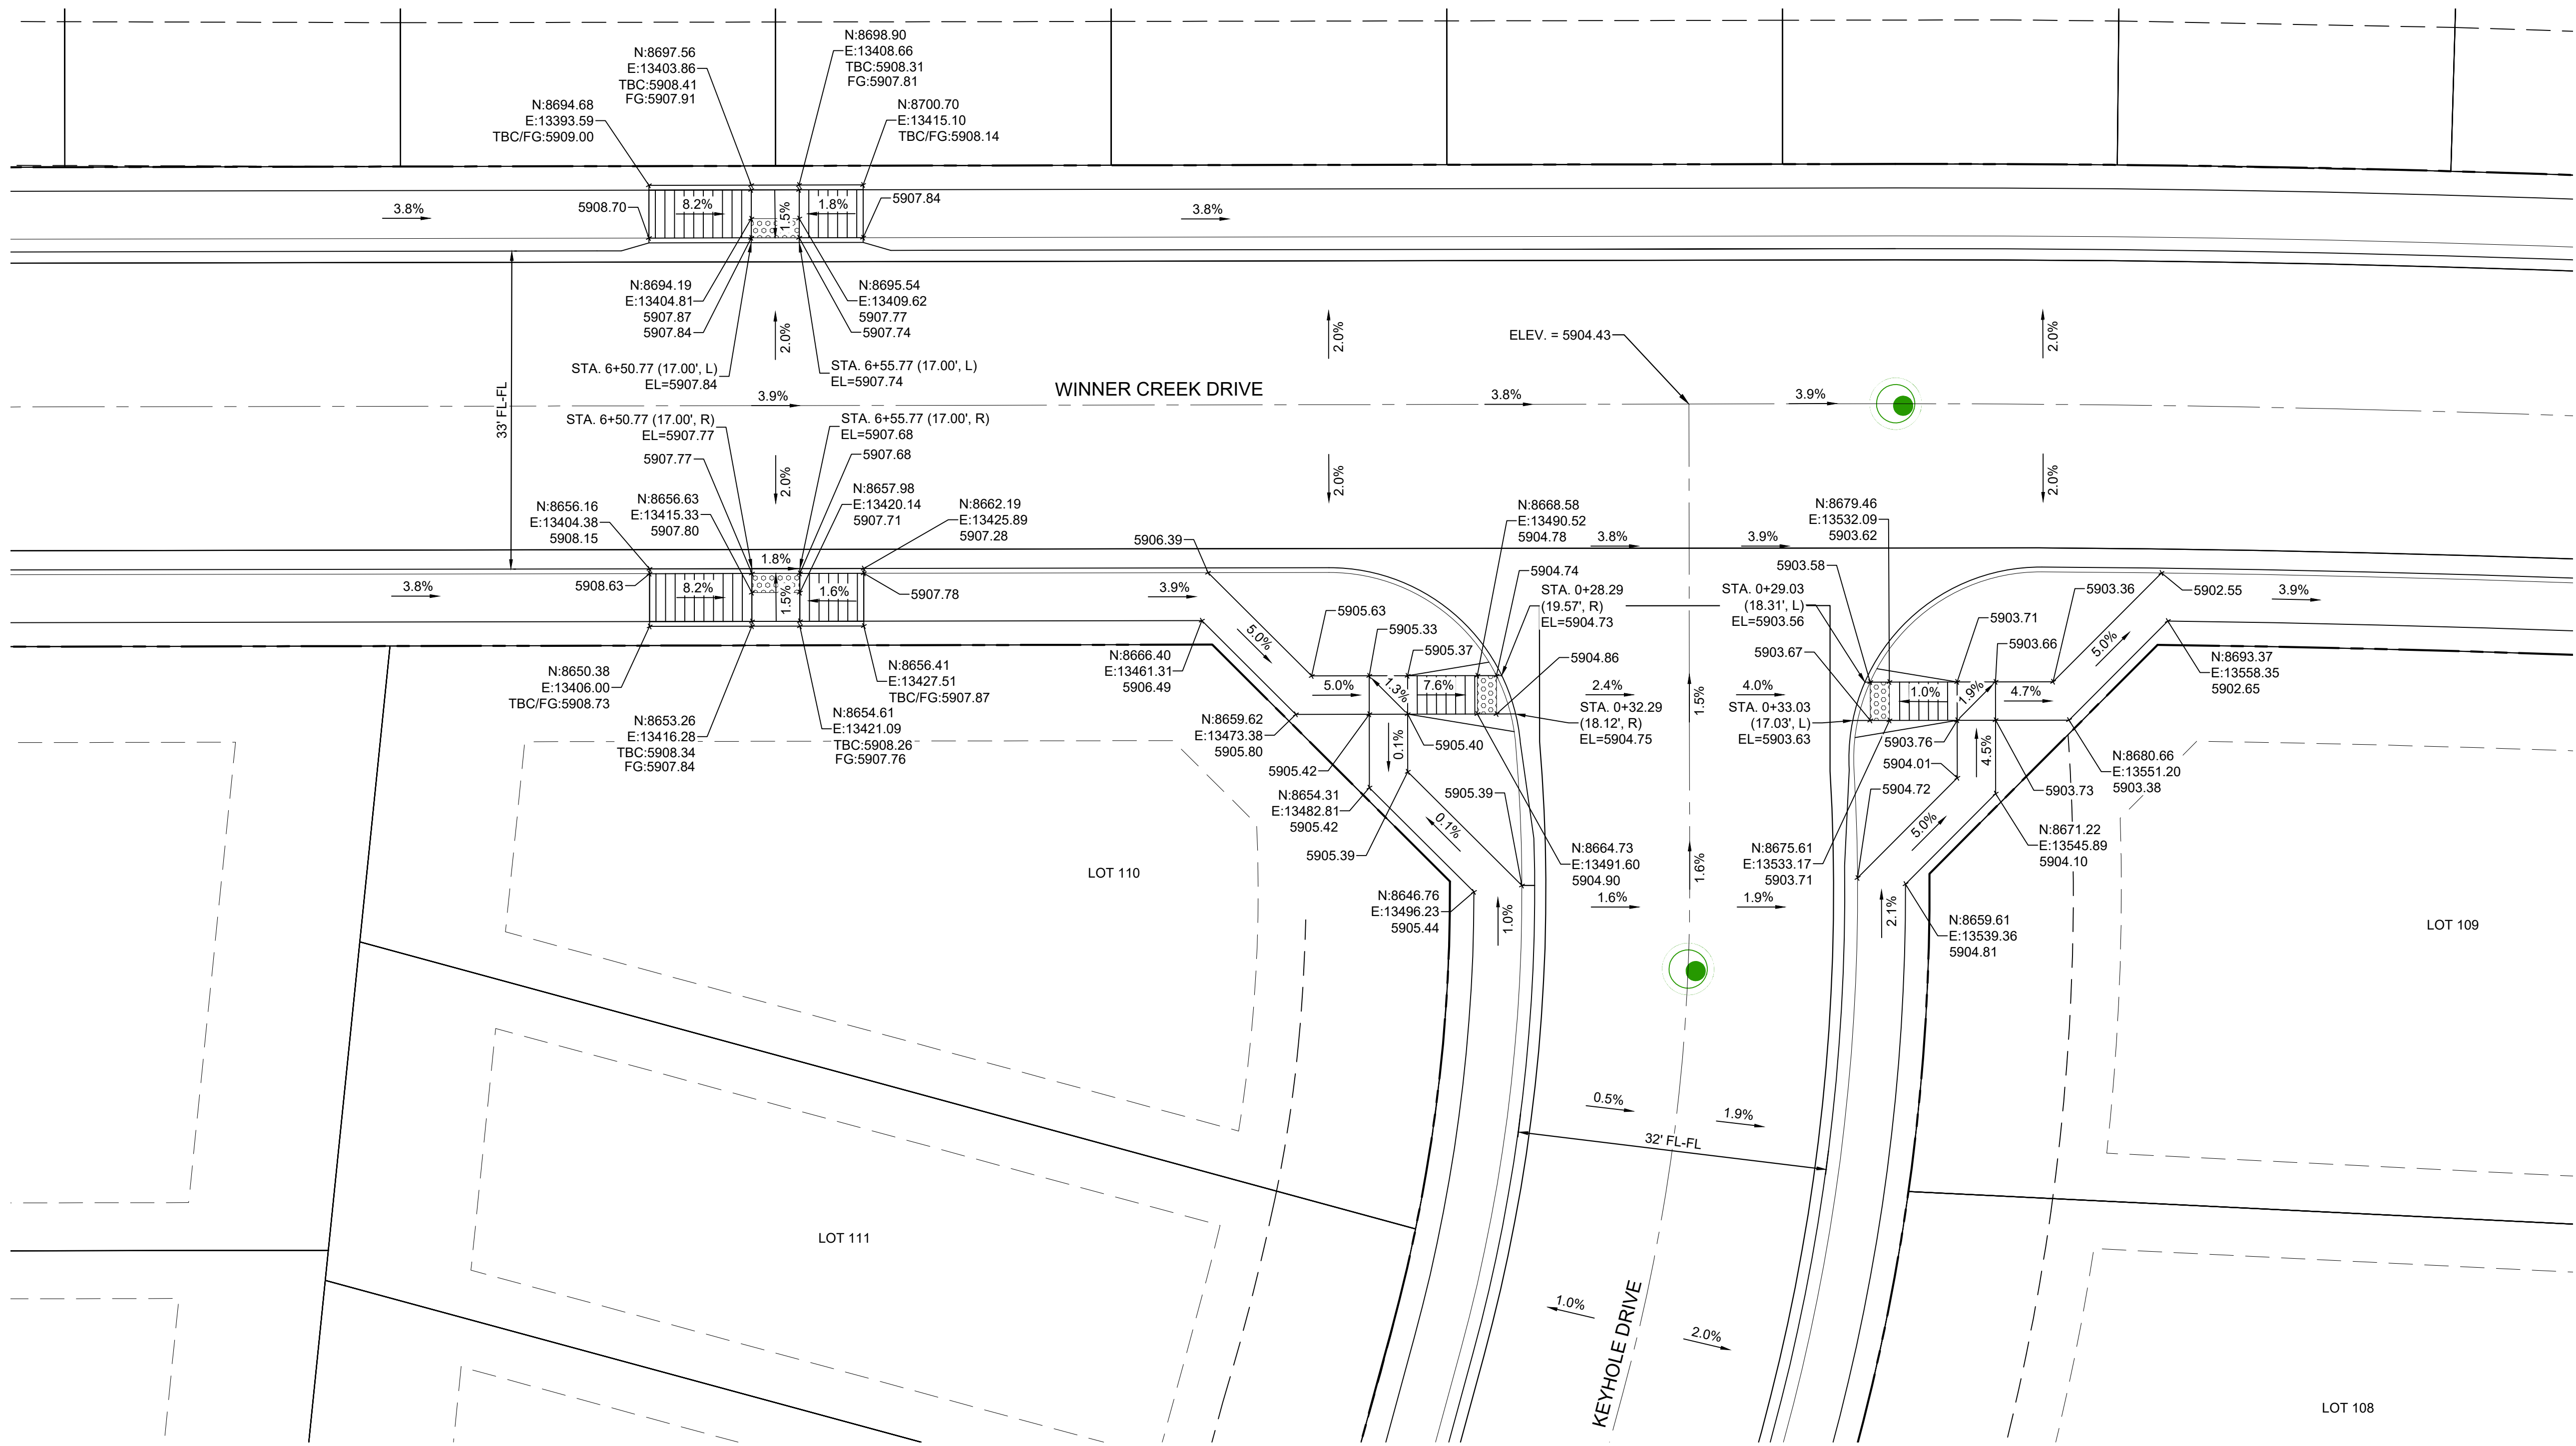 N:8697.56
E:13403.86
TBC:5908.41
FG:5907.91
N:8698.90
E:13408.66
TBC:5908.31
FG:5907.81
N:8694.68
E:13393.59
TBC/FG:5909.00
N:8700.70
E:13415.10
TBC/FG:5908.14
3.8%
5908.70
8.2%
1.5%
1.8%
5907.84
3.8%
N:8694.19
E:13404.81
5907.87
5907.84
N:8695.54
E:13409.62
5907.77
5907.74
2.0%
2.0%
2.0%
ELEV. = 5904.43
STA. 6+50.77 (17.00', L)
EL=5907.84
STA. 6+55.77 (17.00', L)
EL=5907.74
33' FL-FL
3.9%
WINNER CREEK DRIVE
3.8%
3.9%
STA. 6+50.77 (17.00', R)
EL=5907.77
STA. 6+55.77 (17.00', R)
EL=5907.68
5907.77
5907.68
2.0%
2.0%
2.0%
N:8656.16
E:13404.38
5908.15
N:8656.63
E:13415.33
5907.80
N:8657.98
E:13420.14
5907.71
N:8662.19
E:13425.89
5907.28
5906.39
N:8668.58
E:13490.52
5904.78
3.8%
3.9%
N:8679.46
E:13532.09
5903.62
1.8%
3.8%
5908.63
8.2%
1.5%
1.6%
5907.78
3.9%
5904.74
STA. 0+28.29
(19.57', R)
EL=5904.73
5903.58
STA. 0+29.03
(18.31', L)
EL=5903.56
5903.36
5902.55
3.9%
5905.63
5905.33
5905.37
5903.71
5903.66
5903.67
5904.86
5.0%
5.0%
N:8650.38
E:13406.00
TBC/FG:5908.73
N:8656.41
E:13427.51
TBC/FG:5907.87
N:8666.40
E:13461.31
5906.49
N:8693.37
E:13558.35
5902.65
5.0%
1.3%
7.6%
2.4%
1.5%
4.0%
1.0%
1.9%
4.7%
N:8653.26
E:13416.28
TBC:5908.34
FG:5907.84
N:8654.61
E:13421.09
TBC:5908.26
FG:5907.76
N:8659.62
E:13473.38
5905.80
STA. 0+32.29
(18.12', R)
EL=5904.75
STA. 0+33.03
(17.03', L)
EL=5903.63
0.1%
5905.40
5903.76
4.5%
5905.42
5904.01
N:8680.66
E:13551.20
5903.38
N:8654.31
E:13482.81
5905.42
5905.39
5904.72
5903.73
0.1%
5.0%
N:8671.22
E:13545.89
5904.10
5905.39
N:8664.73
E:13491.60
5904.90
1.6%
N:8675.61
E:13533.17
5903.71
LOT 110
N:8646.76
E:13496.23
5905.44
1.0%
1.6%
1.9%
2.1%
N:8659.61
E:13539.36
5904.81
LOT 109
0.5%
1.9%
32' FL-FL
LOT 111
1.0%
2.0%
KEYHOLE DRIVE
LOT 108